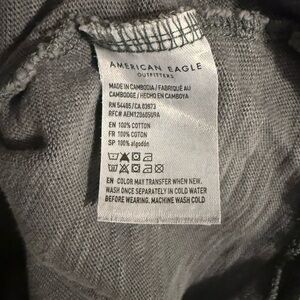 AMERICAN EAGLE
OUTFITTERS
MADE IN CAMBODIA / FABRIQUÉ AU
CAMBODGE / HECHO EN CAMBOYA
RN 54485/CA 03973
RFC# AEM120605U9A
EN 100% COTTON
FR 100% COTON
SP 100% algodón
EN COLOR MAY TRANSFER WHEN NEW.
WASH ONCE SEPARATELY IN COLD WATER
BEFORE WEARING. MACHINE WASH COLD